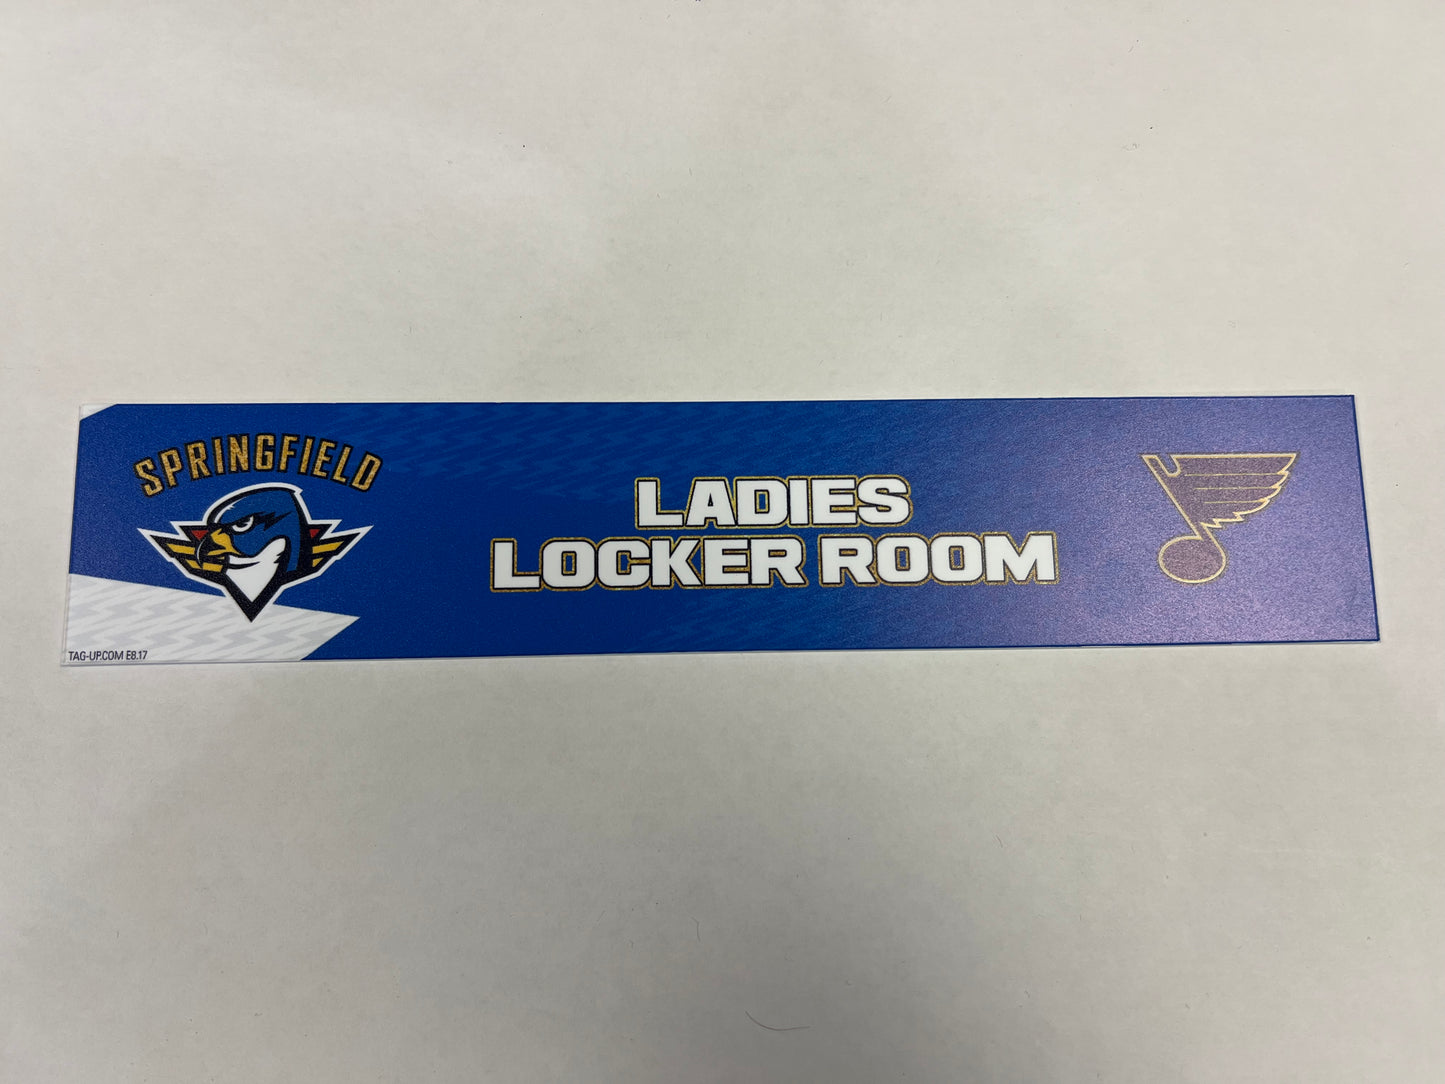 SPRINGFIELD
LADIES
LOCKER ROOM
TAG-UP.COM E8.17